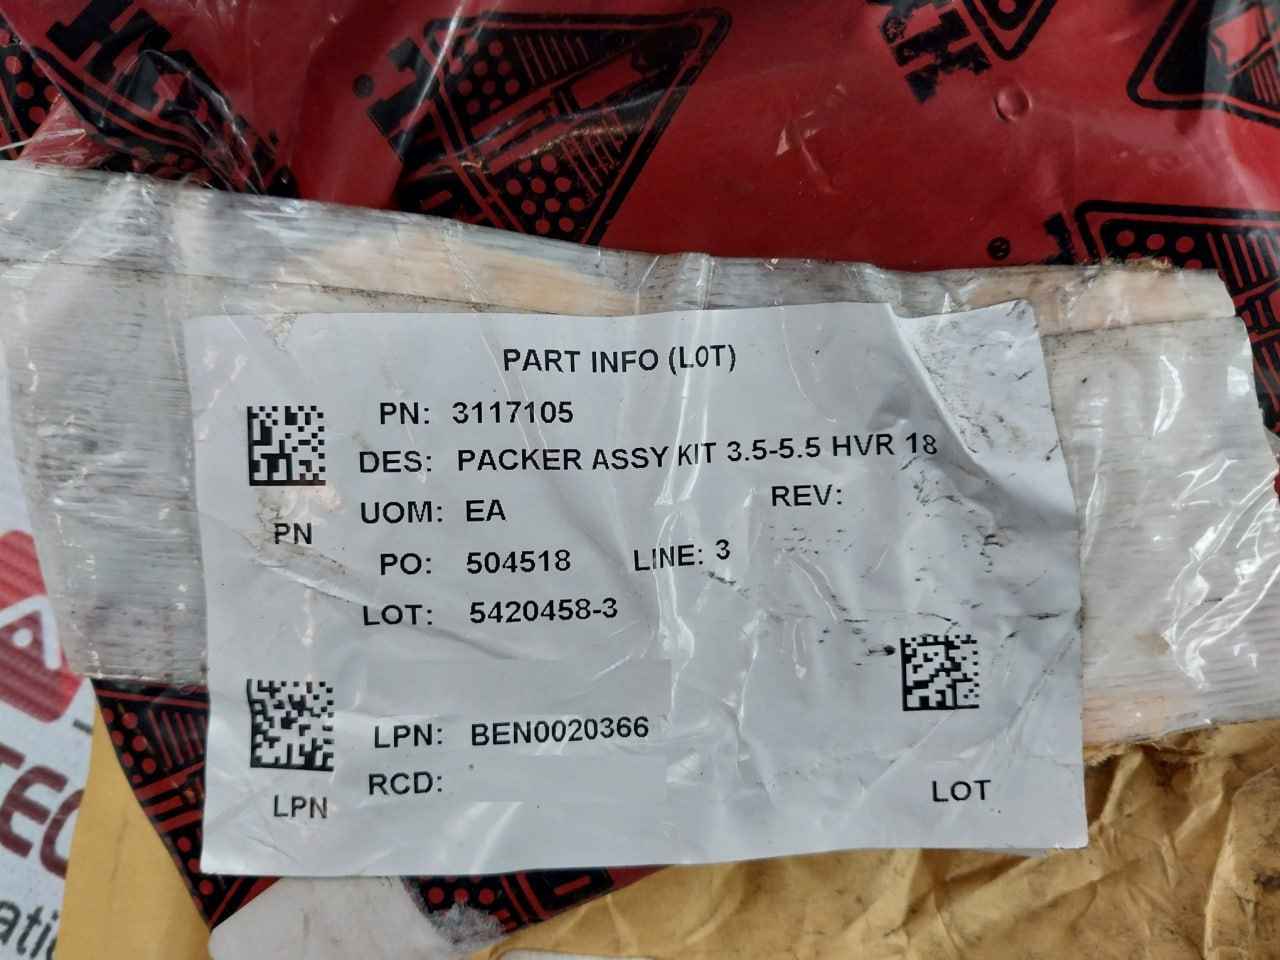 PART INFO (LOT)
PN: 3117105
DES: PACKER ASSY KIT 3.5-5.5 HVR 18
UOM: EA
REV:
PN
PO: 504518 LINE: 3
LOT: 5420458-3
LPN: BEN0020366
RCD:
LPN
LOT